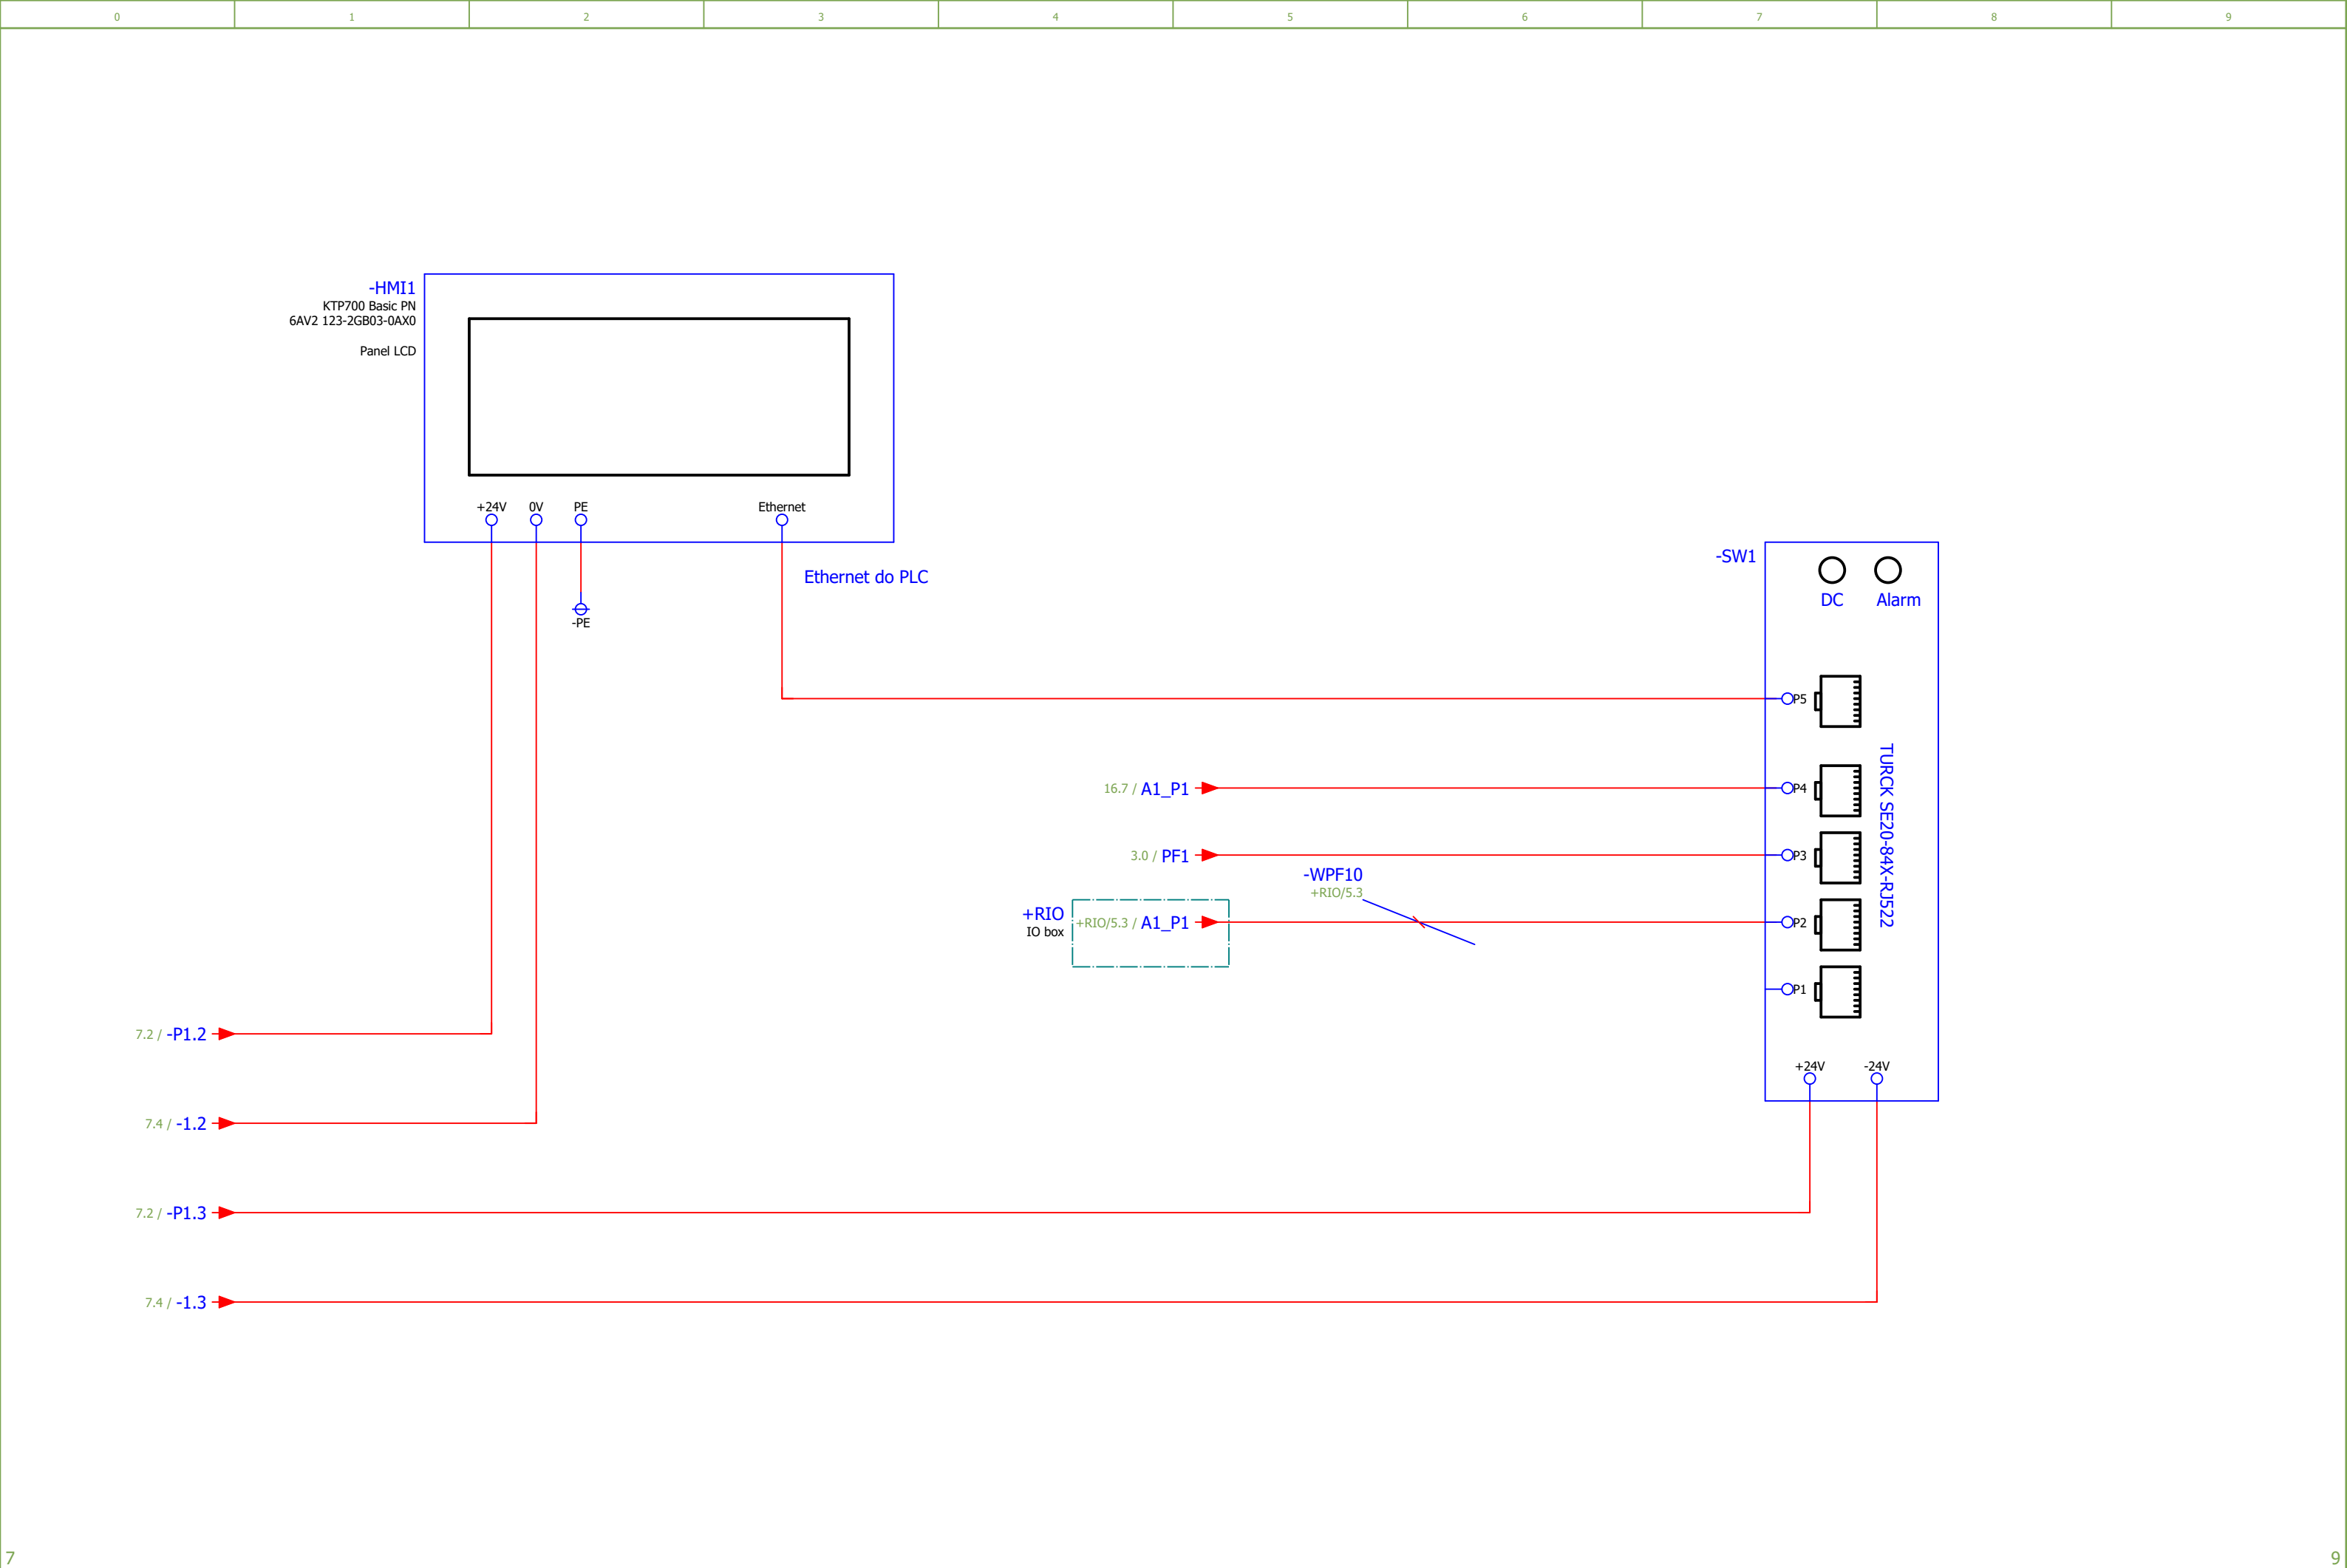 0 1 2 3 4 5 6 7 8 9
-HMI1
KTP700 Basic PN
6AV2 123-2GB03-0AX0
Panel LCD
+24V 0V PE Ethernet
-PE
Ethernet do PLC
-SW1
DC Alarm
P5
16.7 / A1_P1
P4
3.0 / PF1
P3
TURCK SE20-84X-RJ522
-WPF10
+RIO/5.3
+RIO
IO box
+RIO/5.3 / A1_P1
P2
P1
7.2 / -P1.2
+24V -24V
7.4 / -1.2
7.2 / -P1.3
7.4 / -1.3
7 9